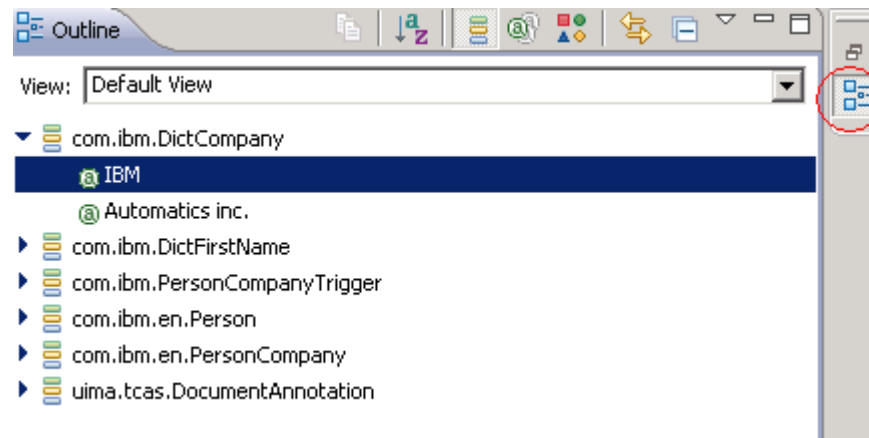 Outline
View: Default View
com.ibm.DictCompany
IBM
Automatics inc.
com.ibm.DictFirstName
com.ibm.PersonCompanyTrigger
com.ibm.en.Person
com.ibm.en.PersonCompany
uima.tcas.DocumentAnnotation